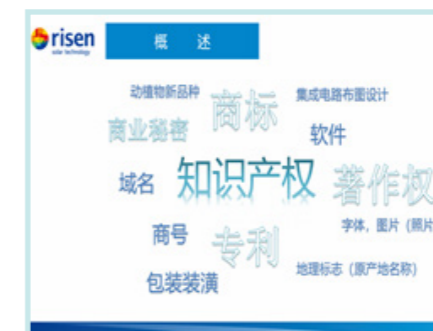 risen
solar technology
概 述
动植物新品种
商标
集成电路布图设计
商业秘密
软件
域名
知识产权
著作权
商号
专利
字体，图片（照片
包装装潢
地理标志（原产地名称）